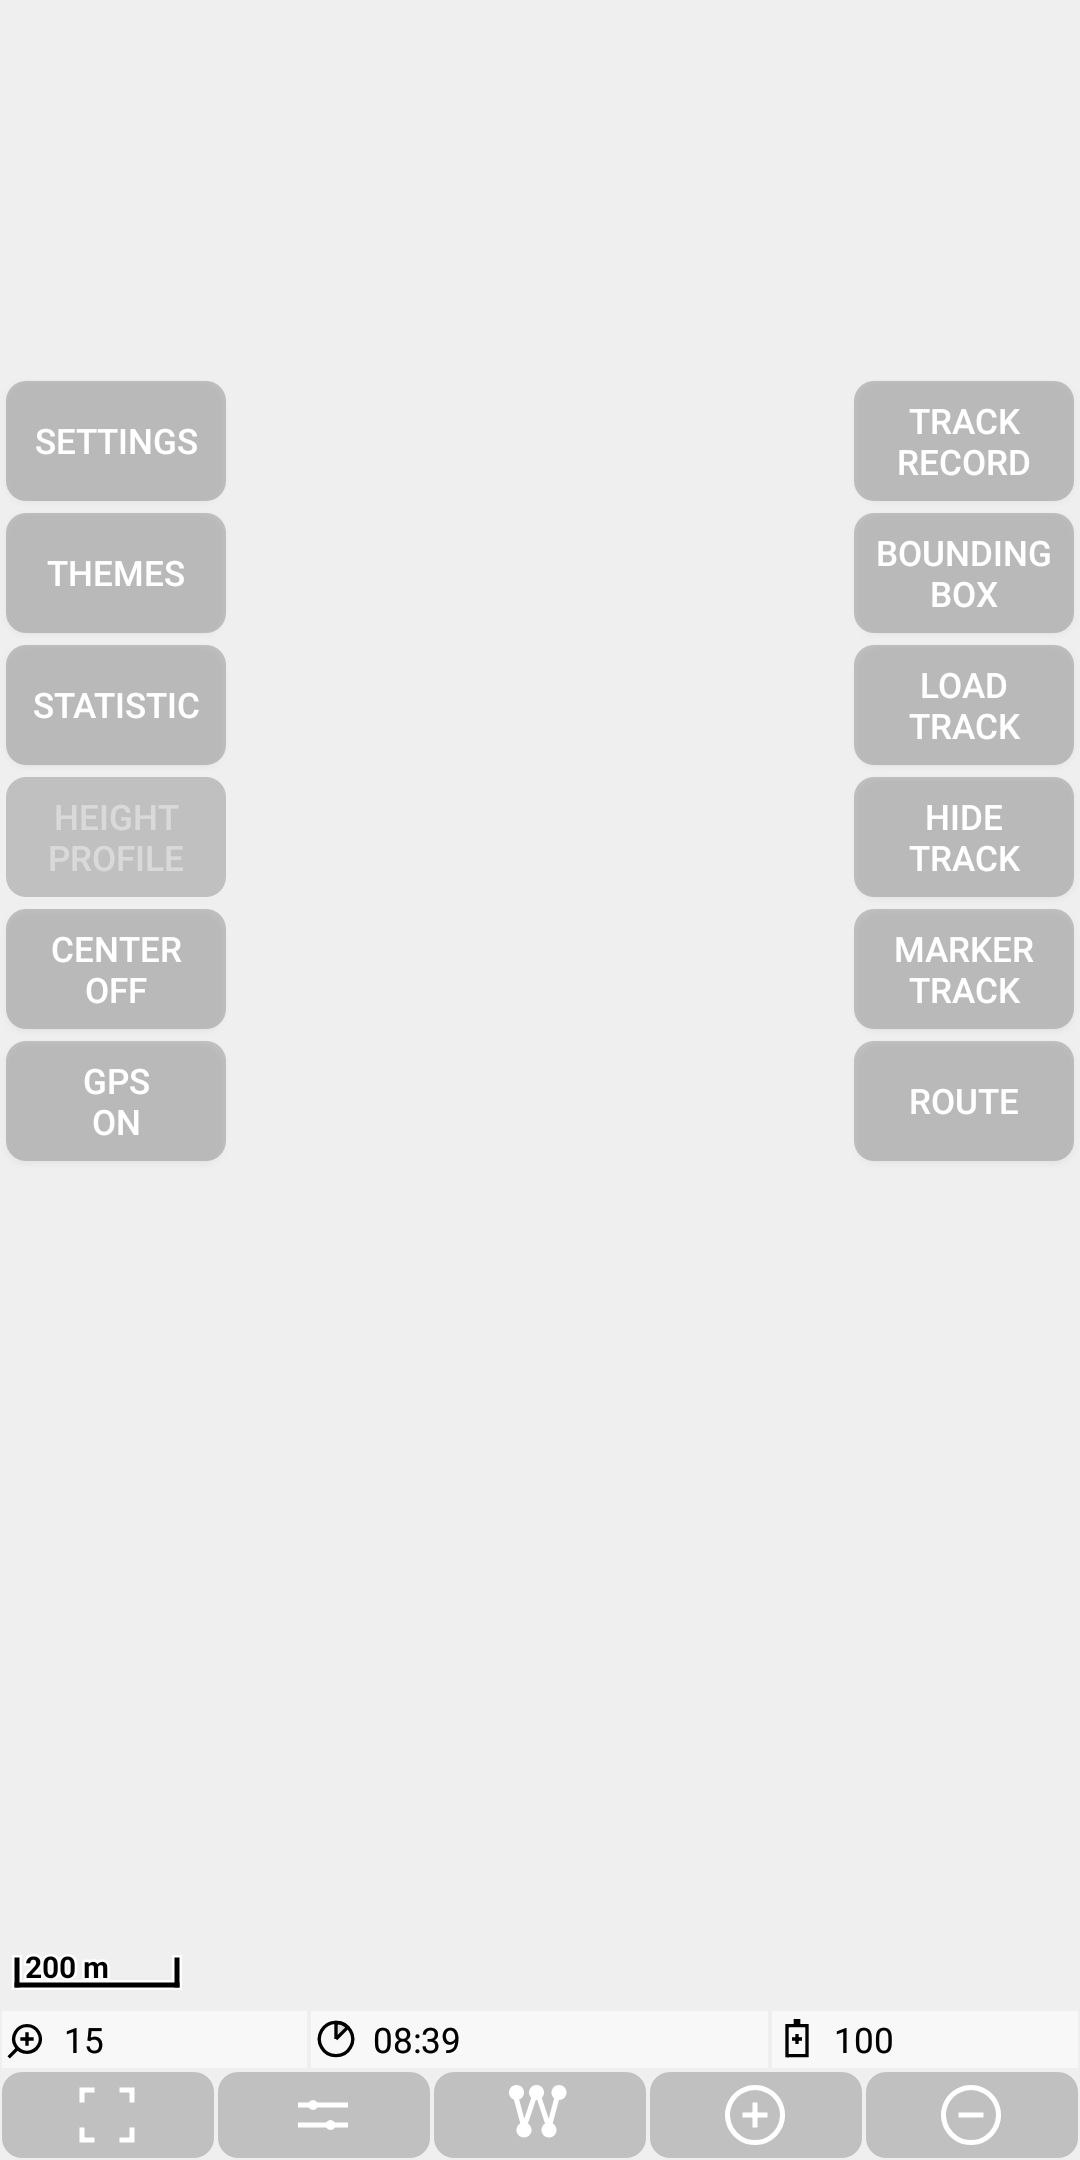 SETTINGS
THEMES
STATISTIC
HEIGHT
PROFILE
CENTER
OFF
GPS
ON
TRACK
RECORD
BOUNDING
BOX
LOAD
TRACK
HIDE
TRACK
MARKER
TRACK
ROUTE
200 m
15
08:39
100